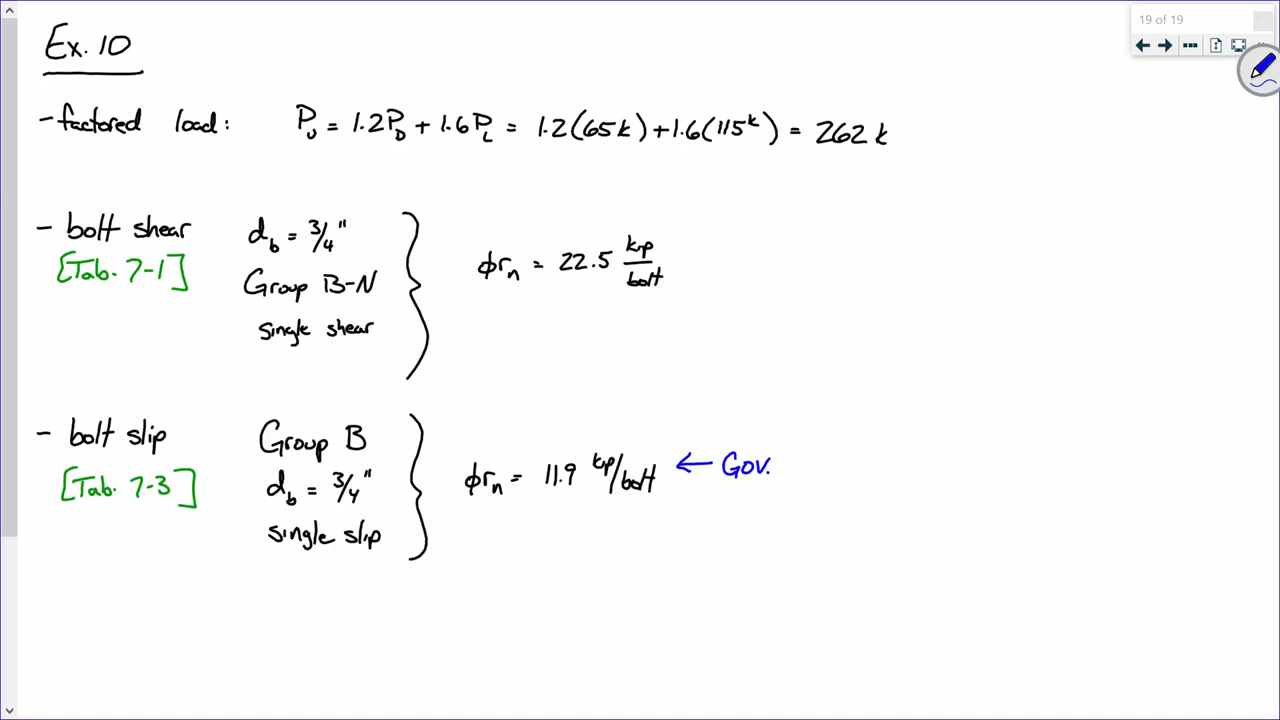 19 of 19
Ex. 10
- factored load: Pu = 1.2PD + 1.6PL = 1.2(65k) + 1.6(115k) = 262 k
- bolt shear
[Tab. 7-1]
db = 3/4"
Group B-N
single shear
φrn = 22.5 kip/bolt
- bolt slip
[Tab. 7-3]
Group B
db = 3/4"
single slip
φrn = 11.9 kip/bolt ← Gov.